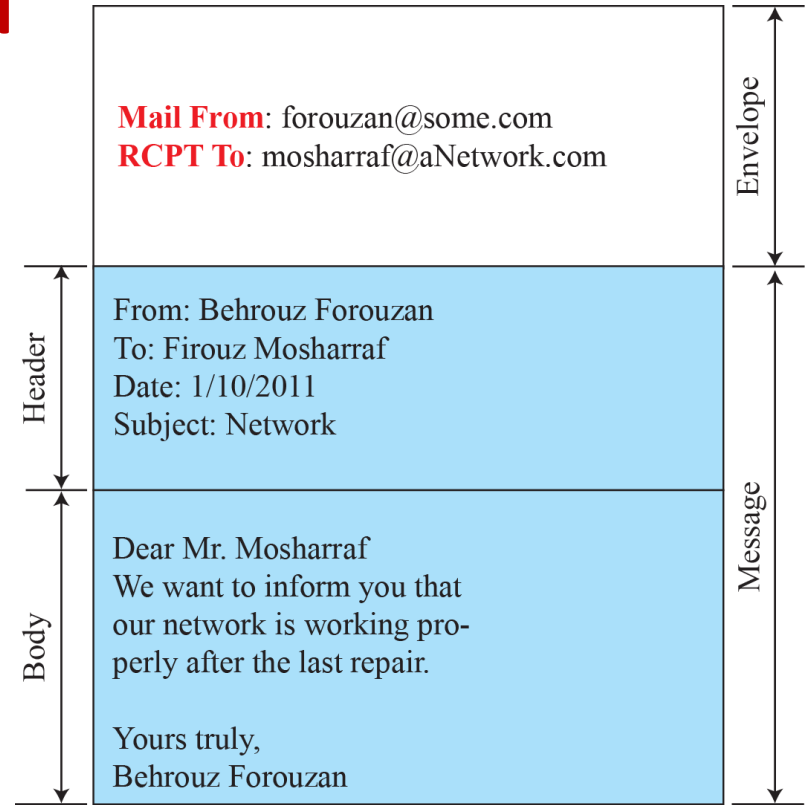 Mail From: forouzan@some.com
RCPT To: mosharraf@aNetwork.com
Envelope
From: Behrouz Forouzan
To: Firouz Mosharraf
Date: 1/10/2011
Subject: Network
Header
Dear Mr. Mosharraf
We want to inform you that
our network is working pro-
perly after the last repair.
Yours truly,
Behrouz Forouzan
Body
Message